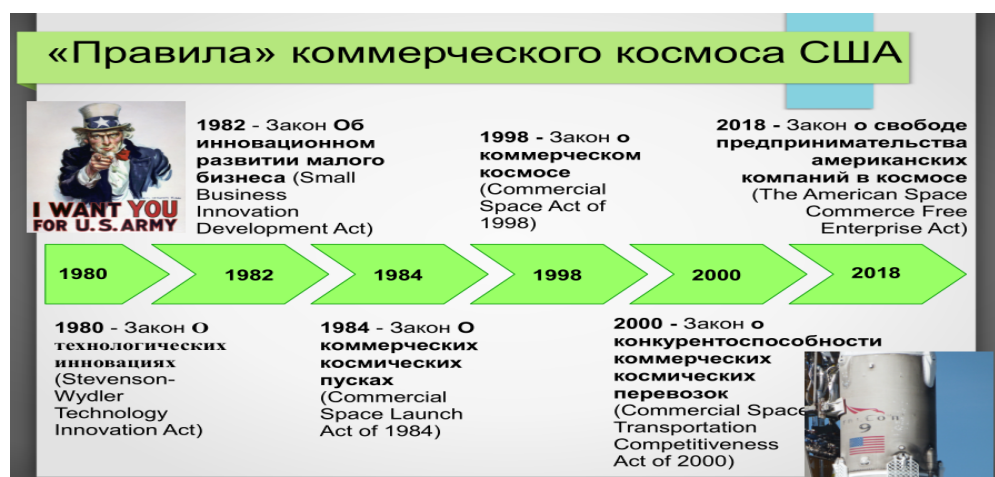 «Правила» коммерческого космоса США
I WANT YOU
FOR U.S. ARMY
1982 - Закон Об
инновационном
развитии малого
бизнеса (Small
Business
Innovation
Development Act)
1998 - Закон о
коммерческом
космосе
(Commercial
Space Act of
1998)
2018 - Закон о свободе
предпринимательства
американских
компаний в космосе
(The American Space
Commerce Free
Enterprise Act)
1980
1982
1984
1998
2000
2018
1980 - Закон О
технологических
инновациях
(Stevenson-
Wydler
Technology
Innovation Act)
1984 - Закон О
коммерческих
космических
пусках
(Commercial
Space Launch
Act of 1984)
2000 - Закон о
конкурентоспособности
коммерческих
космических
перевозок
(Commercial Space
Transportation
Competitiveness
Act of 2000)
9